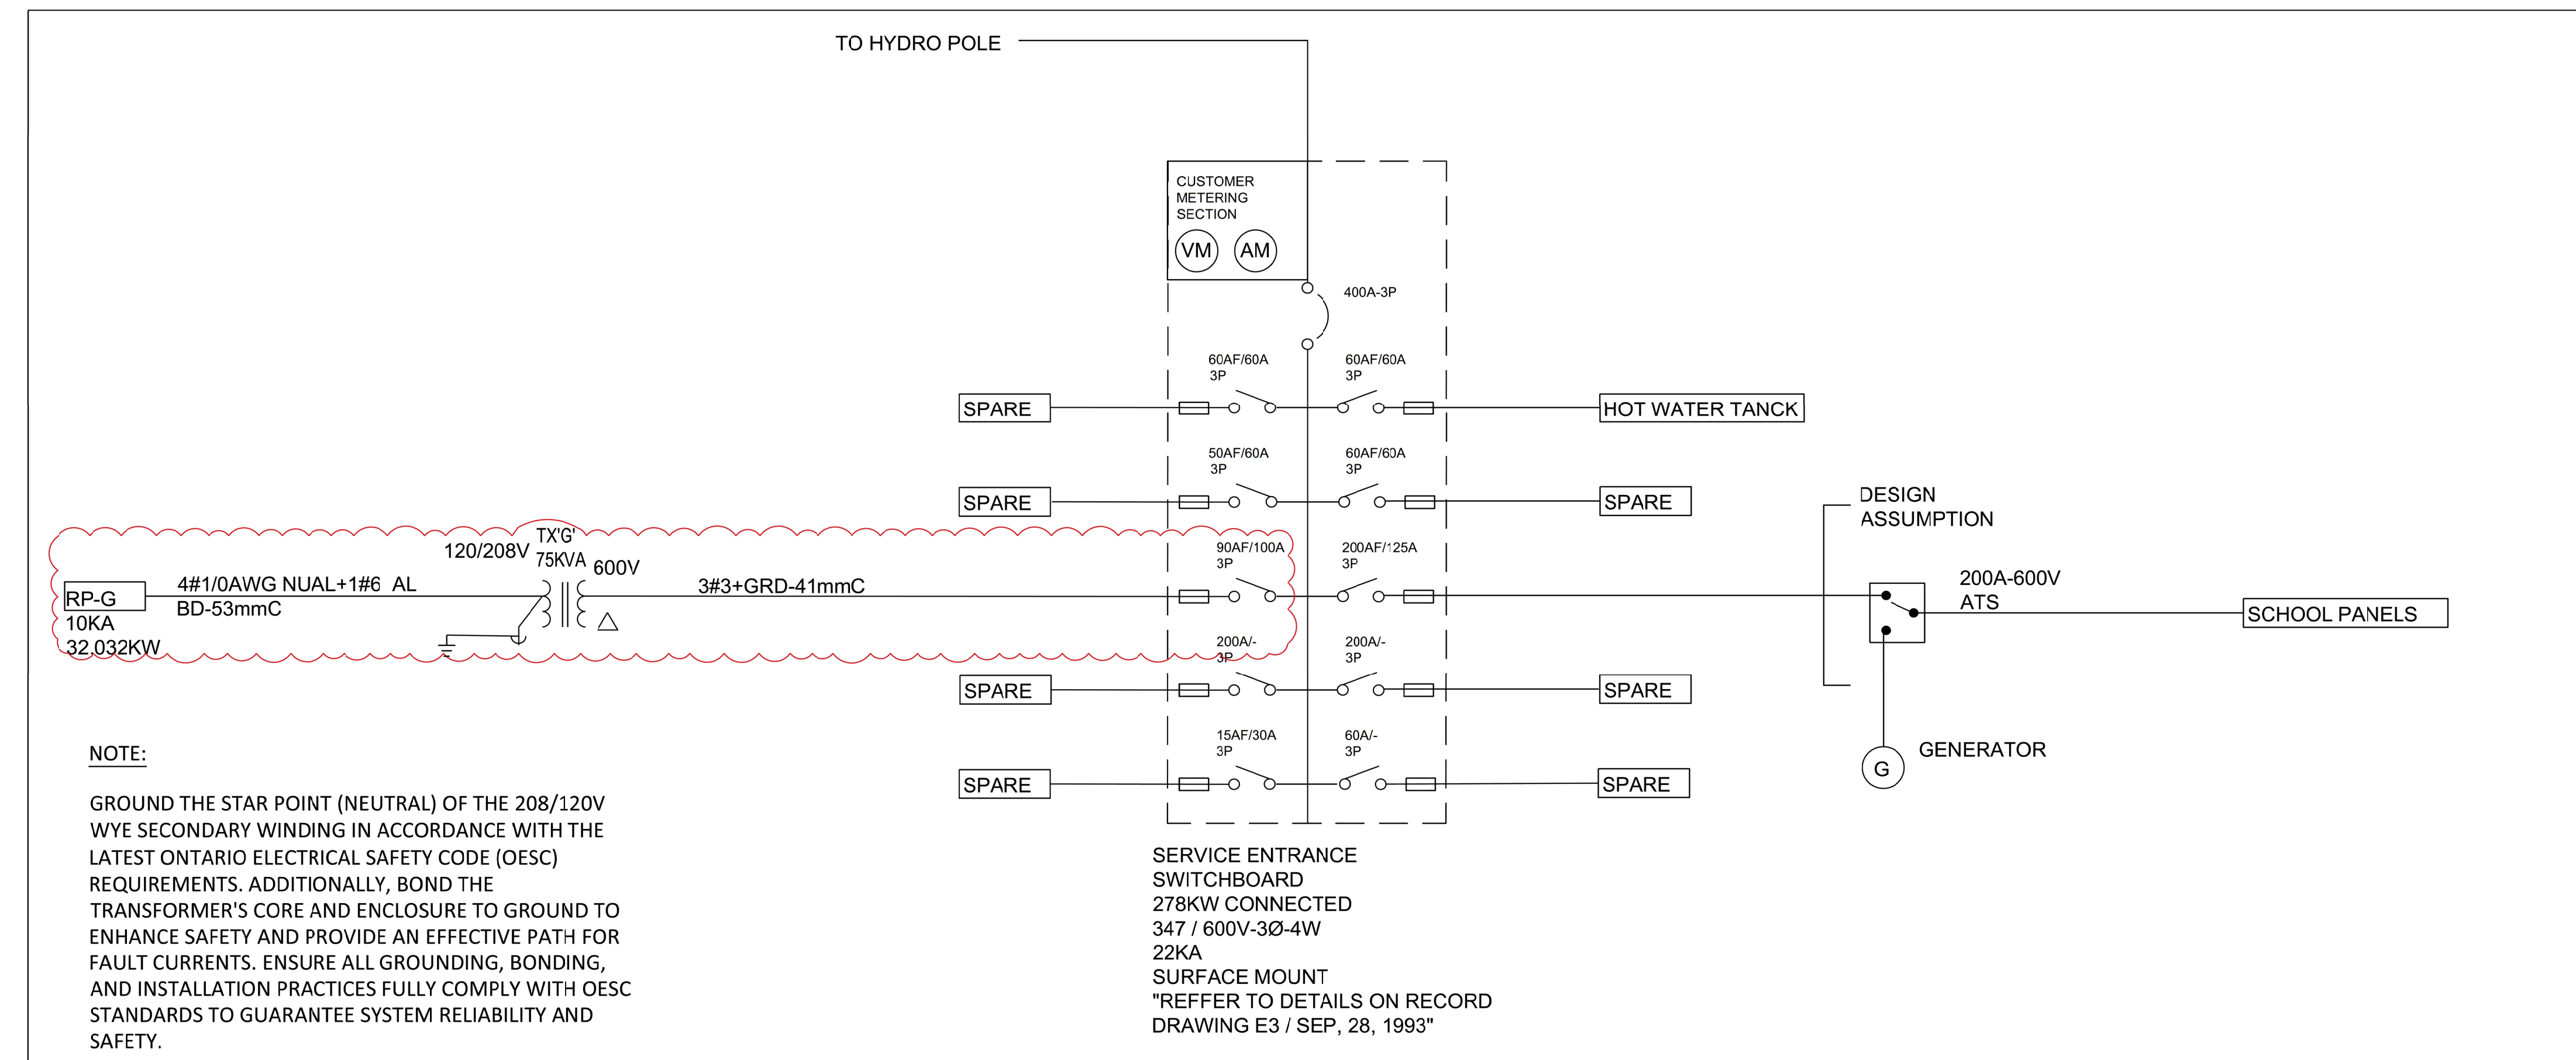 TO HYDRO POLE
CUSTOMER
METERING
SECTION
VM AM
400A-3P
60AF/60A
3P
60AF/60A
3P
SPARE
HOT WATER TANCK
50AF/60A
3P
60AF/60A
3P
SPARE
SPARE
DESIGN
ASSUMPTION
120/208V
TX'G'
75KVA
600V
90AF/100A
3P
200AF/125A
3P
RP-G
10KA
32.032KW
4#1/0AWG NUAL+1#6 AL
BD-53mmC
3#3+GRD-41mmC
200A-600V
ATS
SCHOOL PANELS
200A/-
3P
200A/-
3P
SPARE
SPARE
15AF/30A
3P
60A/-
3P
SPARE
SPARE
G
GENERATOR
NOTE:
GROUND THE STAR POINT (NEUTRAL) OF THE 208/120V
WYE SECONDARY WINDING IN ACCORDANCE WITH THE
LATEST ONTARIO ELECTRICAL SAFETY CODE (OESC)
REQUIREMENTS. ADDITIONALLY, BOND THE
TRANSFORMER'S CORE AND ENCLOSURE TO GROUND TO
ENHANCE SAFETY AND PROVIDE AN EFFECTIVE PATH FOR
FAULT CURRENTS. ENSURE ALL GROUNDING, BONDING,
AND INSTALLATION PRACTICES FULLY COMPLY WITH OESC
STANDARDS TO GUARANTEE SYSTEM RELIABILITY AND
SAFETY.
SERVICE ENTRANCE
SWITCHBOARD
278KW CONNECTED
347 / 600V-3Ø-4W
22KA
SURFACE MOUNT
"REFFER TO DETAILS ON RECORD
DRAWING E3 / SEP, 28, 1993"